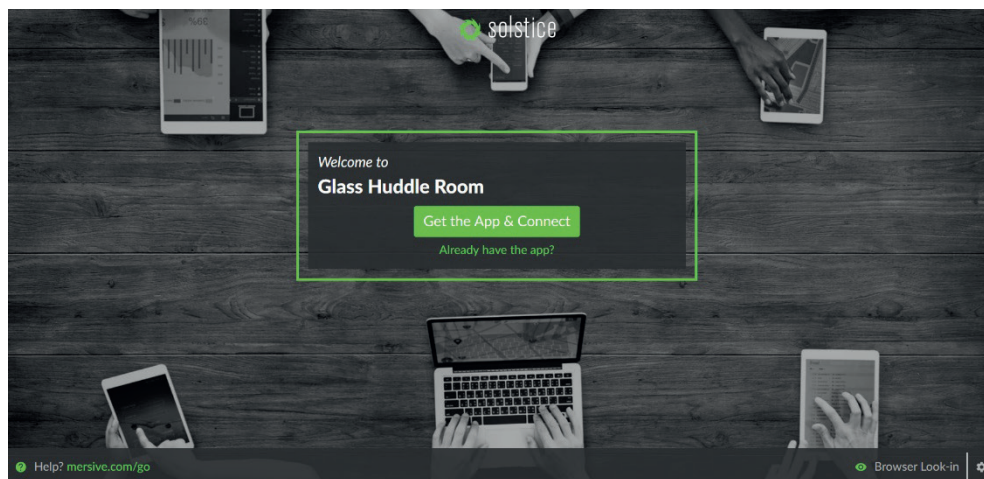 solstice
Welcome to
Glass Huddle Room
Get the App & Connect
Already have the app?
Help? mersive.com/go
Browser Look-in